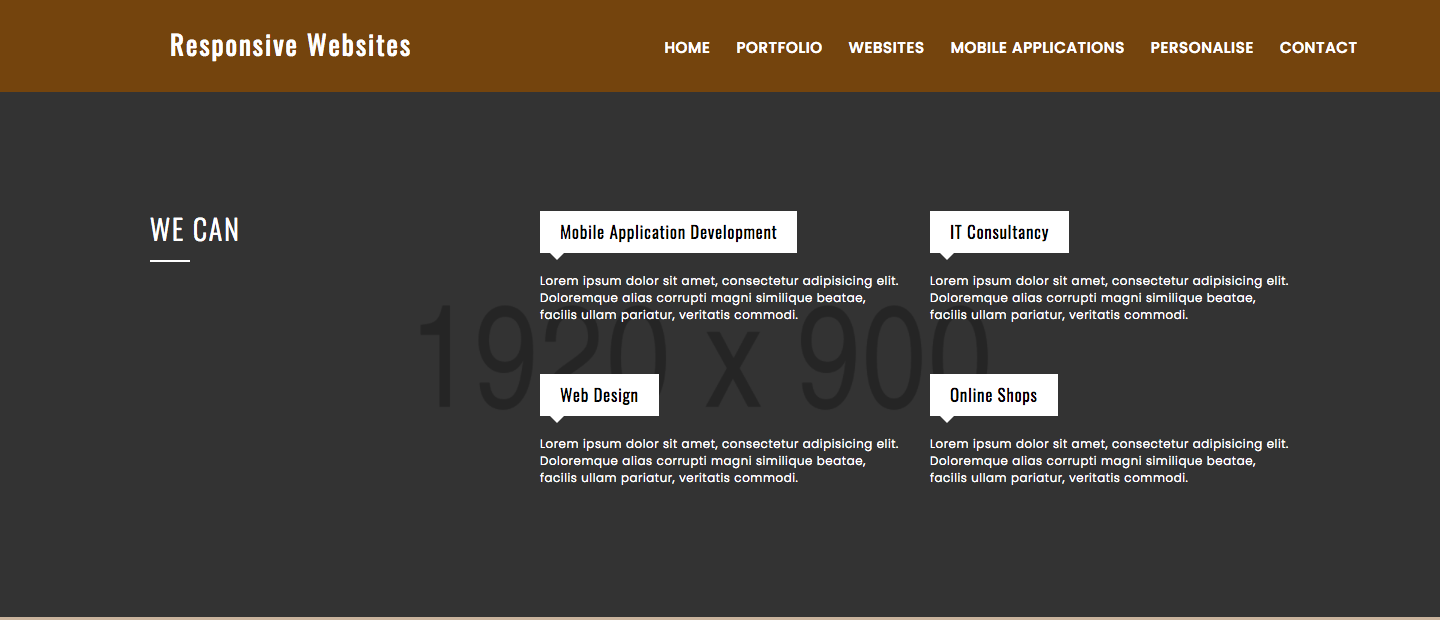 Responsive Websites
HOME PORTFOLIO WEBSITES MOBILE APPLICATIONS PERSONALISE CONTACT
WE CAN
Mobile Application Development
Lorem ipsum dolor sit amet, consectetur adipisicing elit.
Doloremque alias corrupti magni similique beatae,
facilis ullam pariatur, veritatis commodi.
IT Consultancy
Lorem ipsum dolor sit amet, consectetur adipisicing elit.
Doloremque alias corrupti magni similique beatae,
facilis ullam pariatur, veritatis commodi.
1920 x 900
Web Design
Lorem ipsum dolor sit amet, consectetur adipisicing elit.
Doloremque alias corrupti magni similique beatae,
facilis ullam pariatur, veritatis commodi.
Online Shops
Lorem ipsum dolor sit amet, consectetur adipisicing elit.
Doloremque alias corrupti magni similique beatae,
facilis ullam pariatur, veritatis commodi.